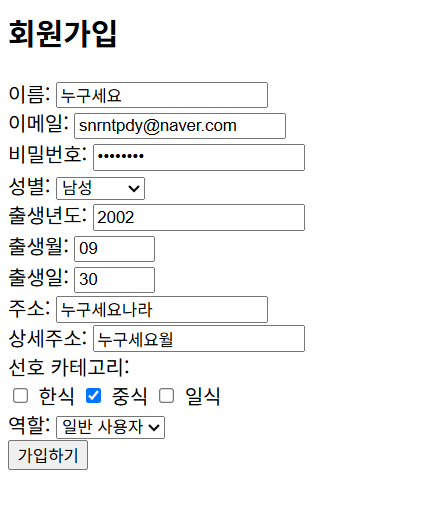 회원가입
이름: 누구세요
이메일: snrntpdy@naver.com
비밀번호: ••••••••
성별: 남성
출생년도: 2002
출생월: 09
출생일: 30
주소: 누구세요나라
상세주소: 누구세요월
선호 카테고리:
한식 중식 일식
역할: 일반 사용자
가입하기